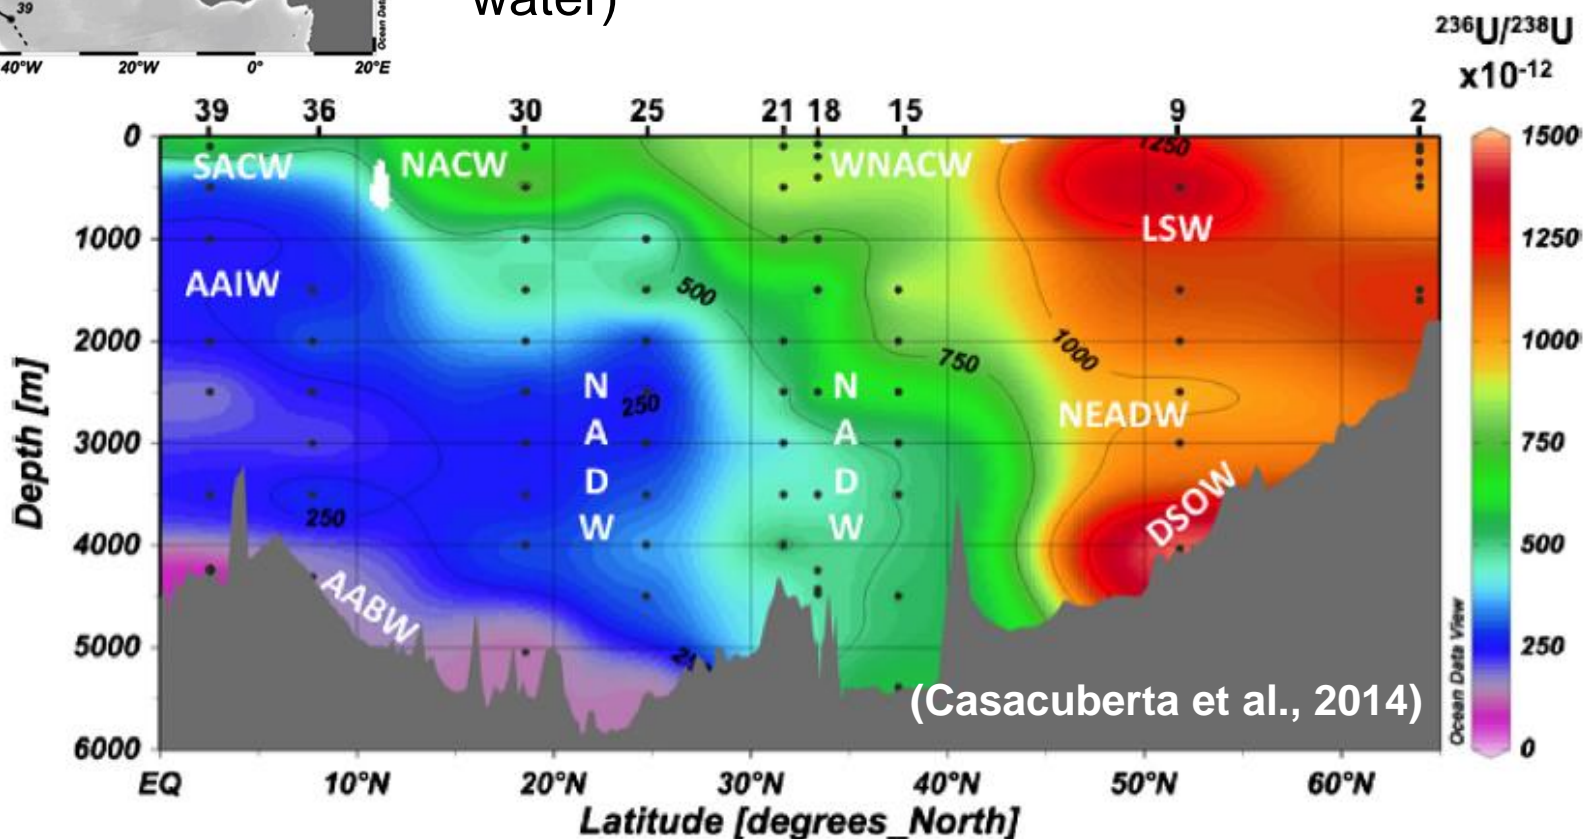 39
water)
40°W 20°W 0° 20°E
Ocean Dat
236U/238U
x10-12
39 36 30 25 21 18 15 9 2
0 1000 2000 3000 4000 5000 6000
Depth [m]
SACW NACW WNACW
1250
LSW
AAIW
500
1000
750
N A D W
250
N A D W
NEADW
250
DSOW
AABW
(Casacuberta et al., 2014)
Ocean Data View
1500
1250
1000
750
500
250
0
EQ 10°N 20°N 30°N 40°N 50°N 60°N
Latitude [degrees_North]